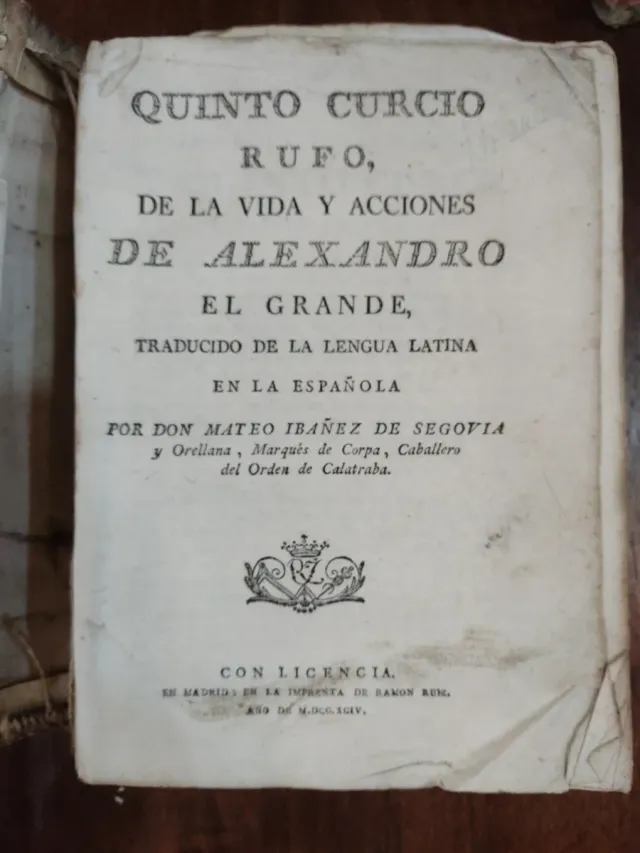 QUINTO CURCIO
RUFO,
DE LA VIDA Y ACCIONES
DE ALEXANDRO
EL GRANDE,
TRADUCIDO DE LA LENGUA LATINA
EN LA ESPAÑOLA
POR DON MATEO IBAÑEZ DE SEGOVIA
y Orellana, Marqués de Corpa, Caballero
del Orden de Calatraba.
CON LICENCIA.
EN MADRID: EN LA IMPRENTA DE RAMON RUIZ.
AÑO DE M.DCC.XCIV.